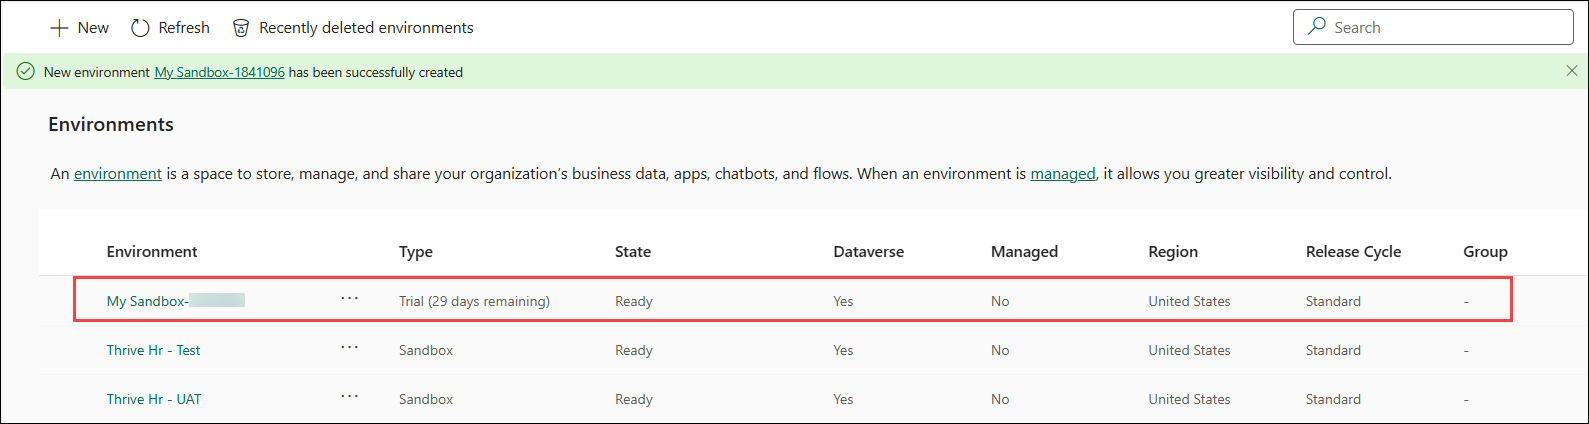 New Refresh Recently deleted environments Search
New environment My Sandbox-1841096 has been successfully created
Environments
An environment is a space to store, manage, and share your organization's business data, apps, chatbots, and flows. When an environment is managed, it allows you greater visibility and control.
Environment Type State Dataverse Managed Region Release Cycle Group
My Sandbox- ... Trial (29 days remaining) Ready Yes No United States Standard -
Thrive Hr - Test ... Sandbox Ready Yes No United States Standard -
Thrive Hr - UAT ... Sandbox Ready Yes No United States Standard -